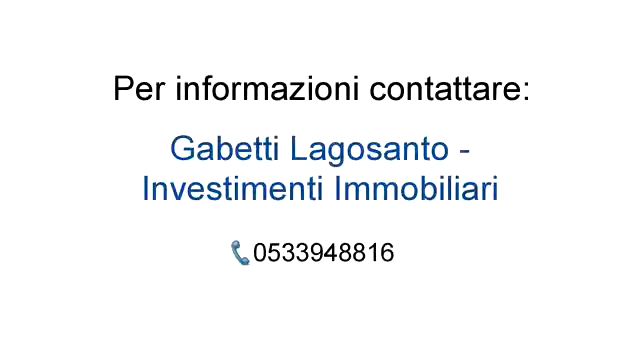 Per informazioni contattare:
Gabetti Lagosanto -
Investimenti Immobiliari
0533948816